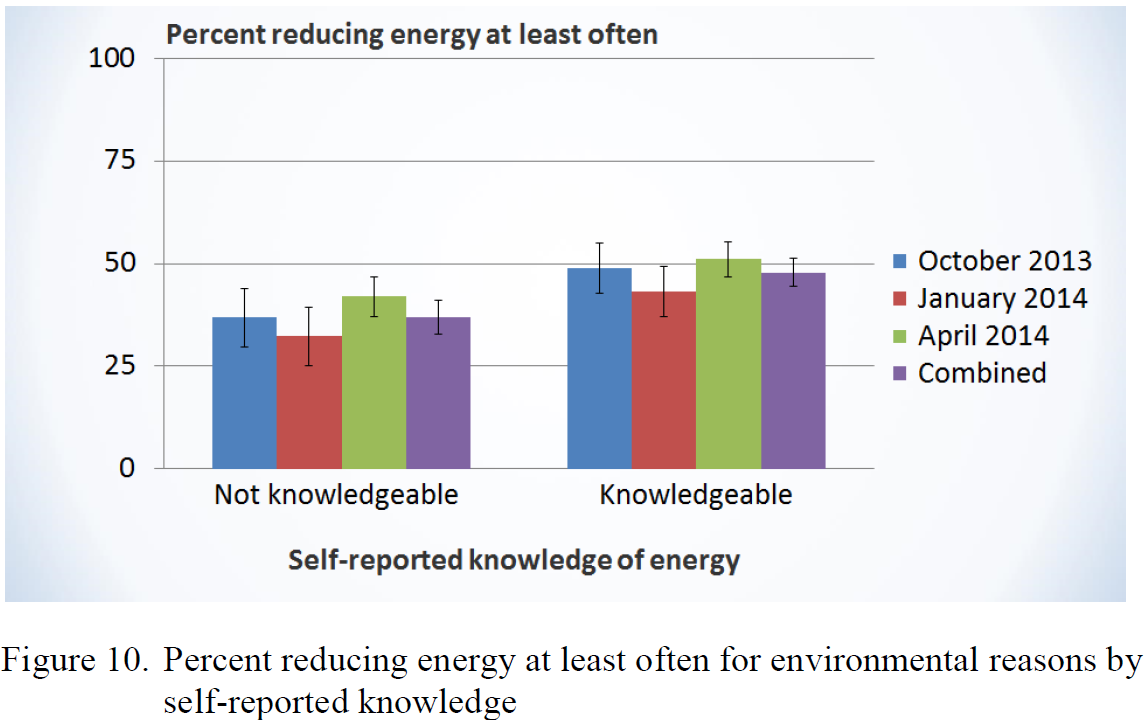 Percent reducing energy at least often
100
75
50
25
0
Not knowledgeable
Knowledgeable
Self-reported knowledge of energy
October 2013
January 2014
April 2014
Combined
Figure 10. Percent reducing energy at least often for environmental reasons by
self-reported knowledge